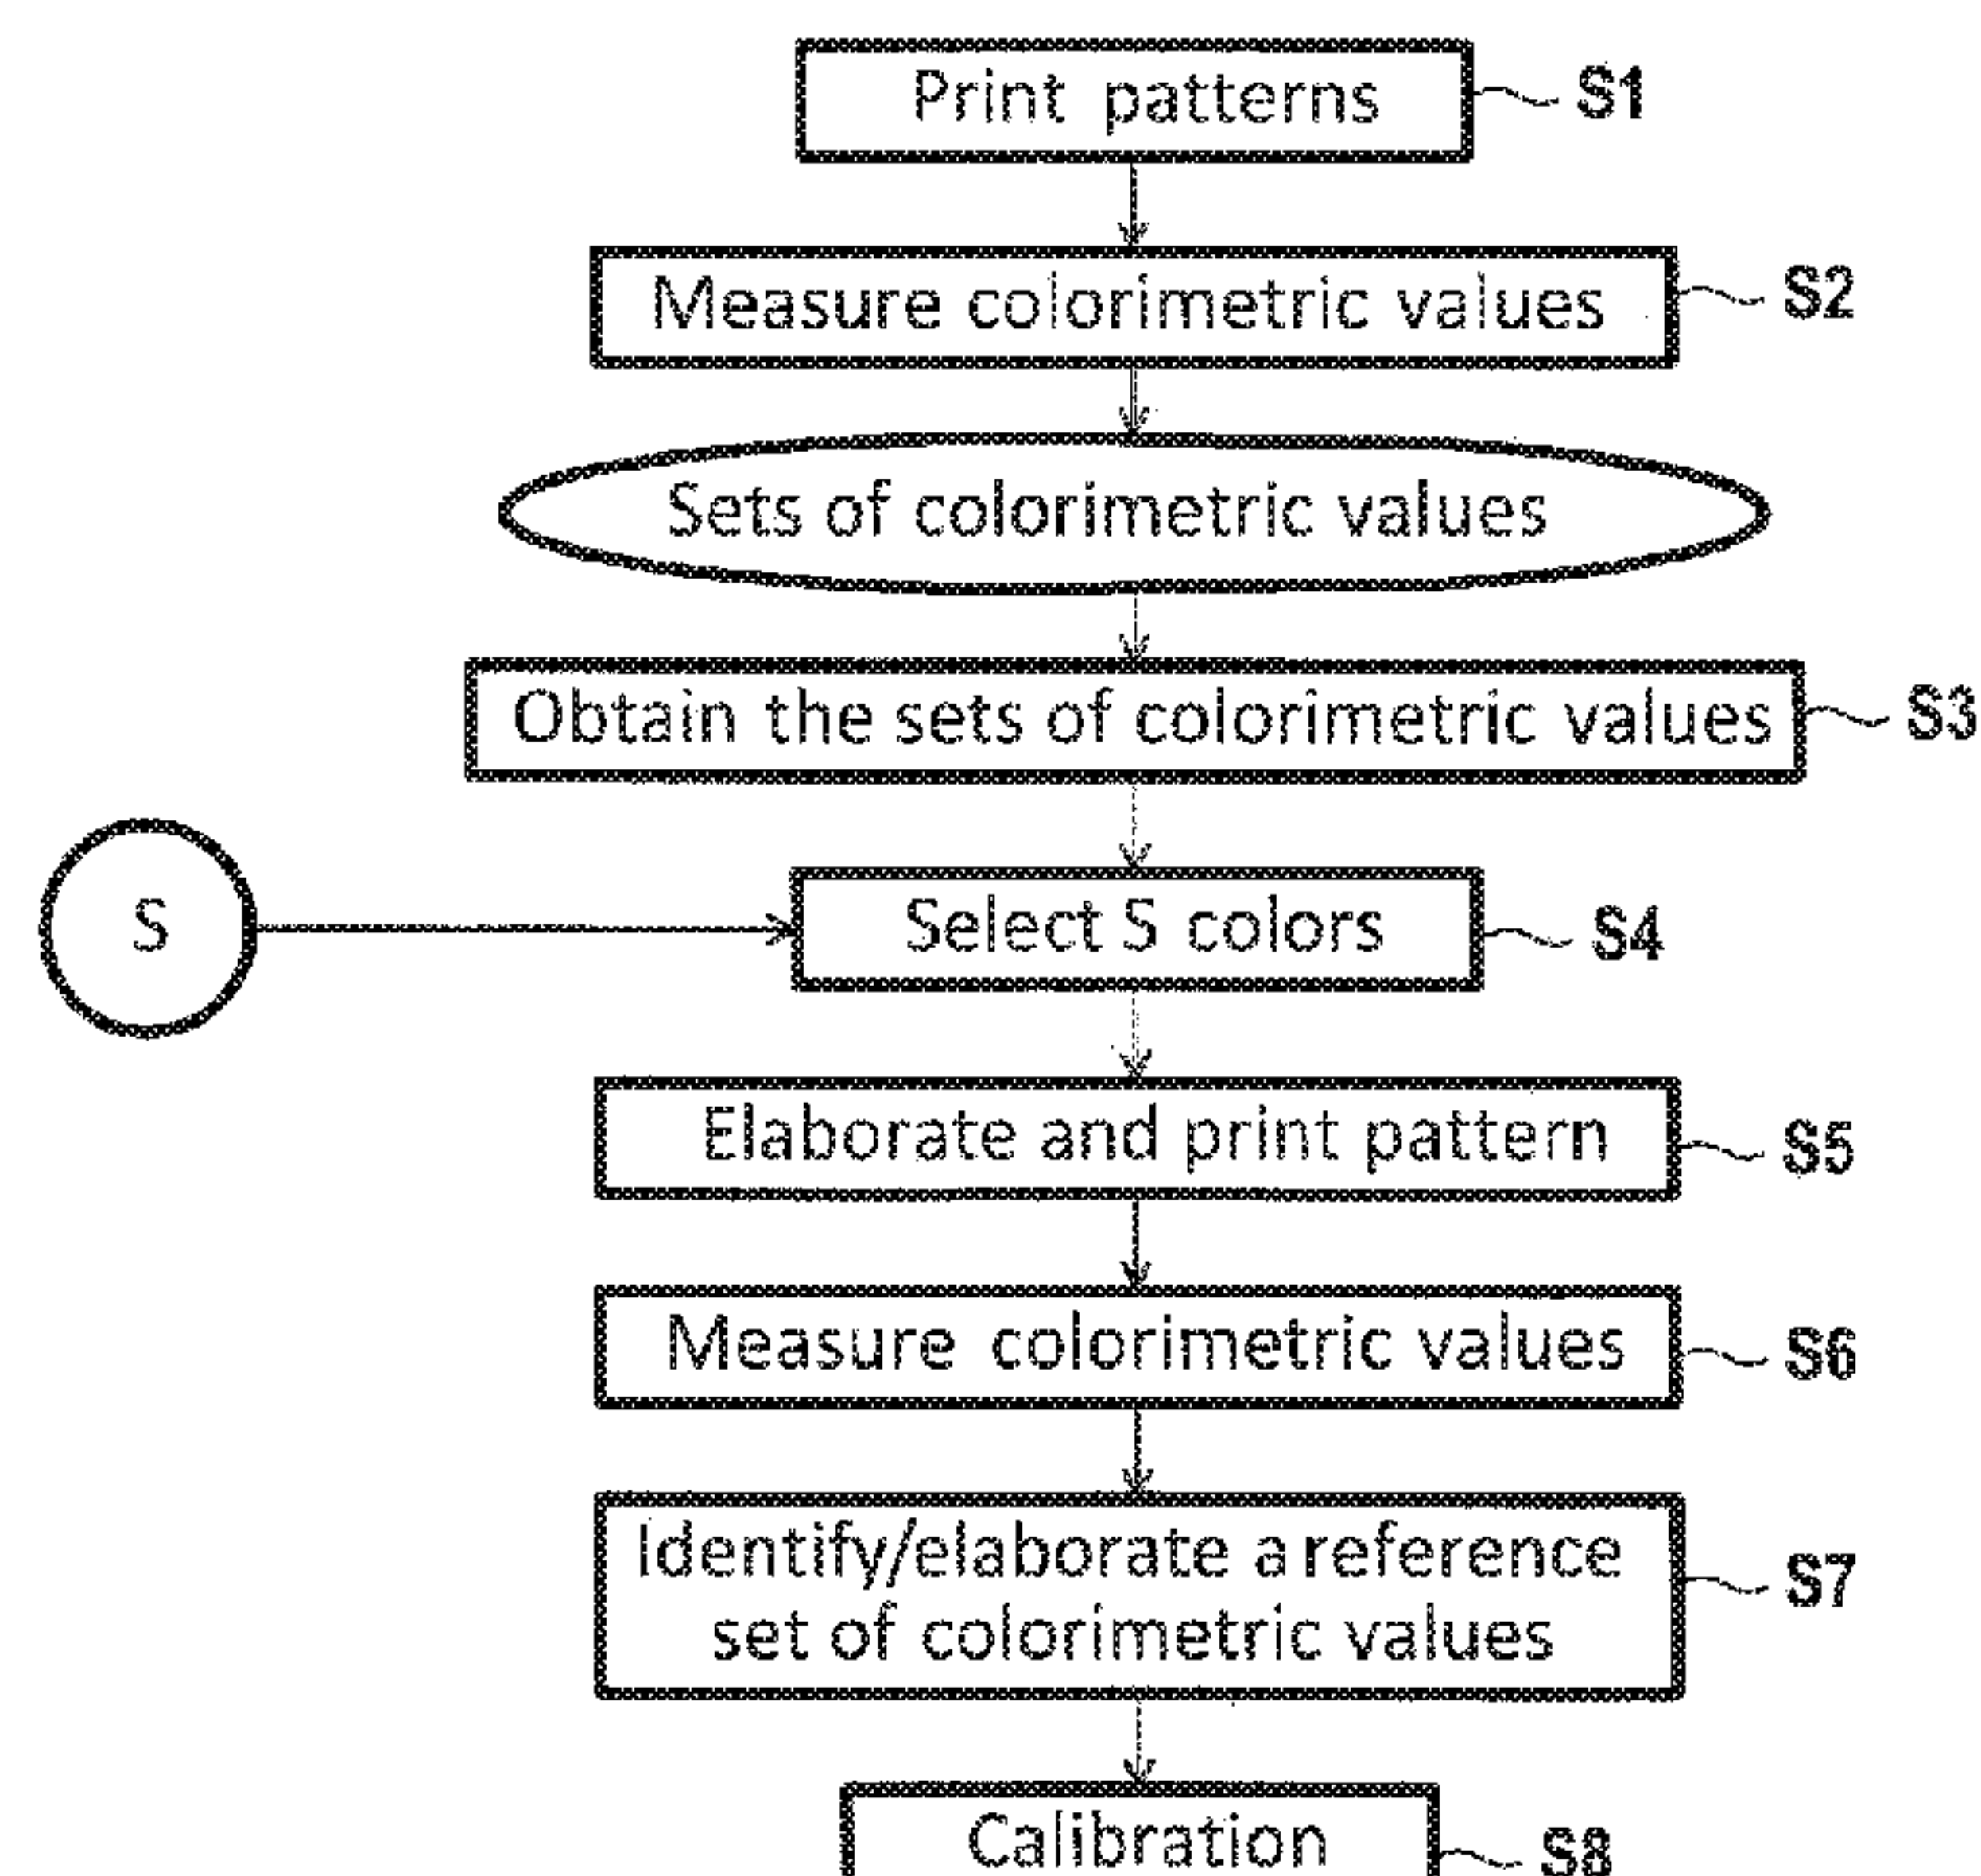 Print patterns
S1
Measure colorimetric values
S2
Sets of colorimetric values
Obtain the sets of colorimetric values
S3
S
Select S colors
S4
Elaborate and print pattern
S5
Measure colorimetric values
S6
Identify/elaborate a reference
set of colorimetric values
S7
Calibration
S8